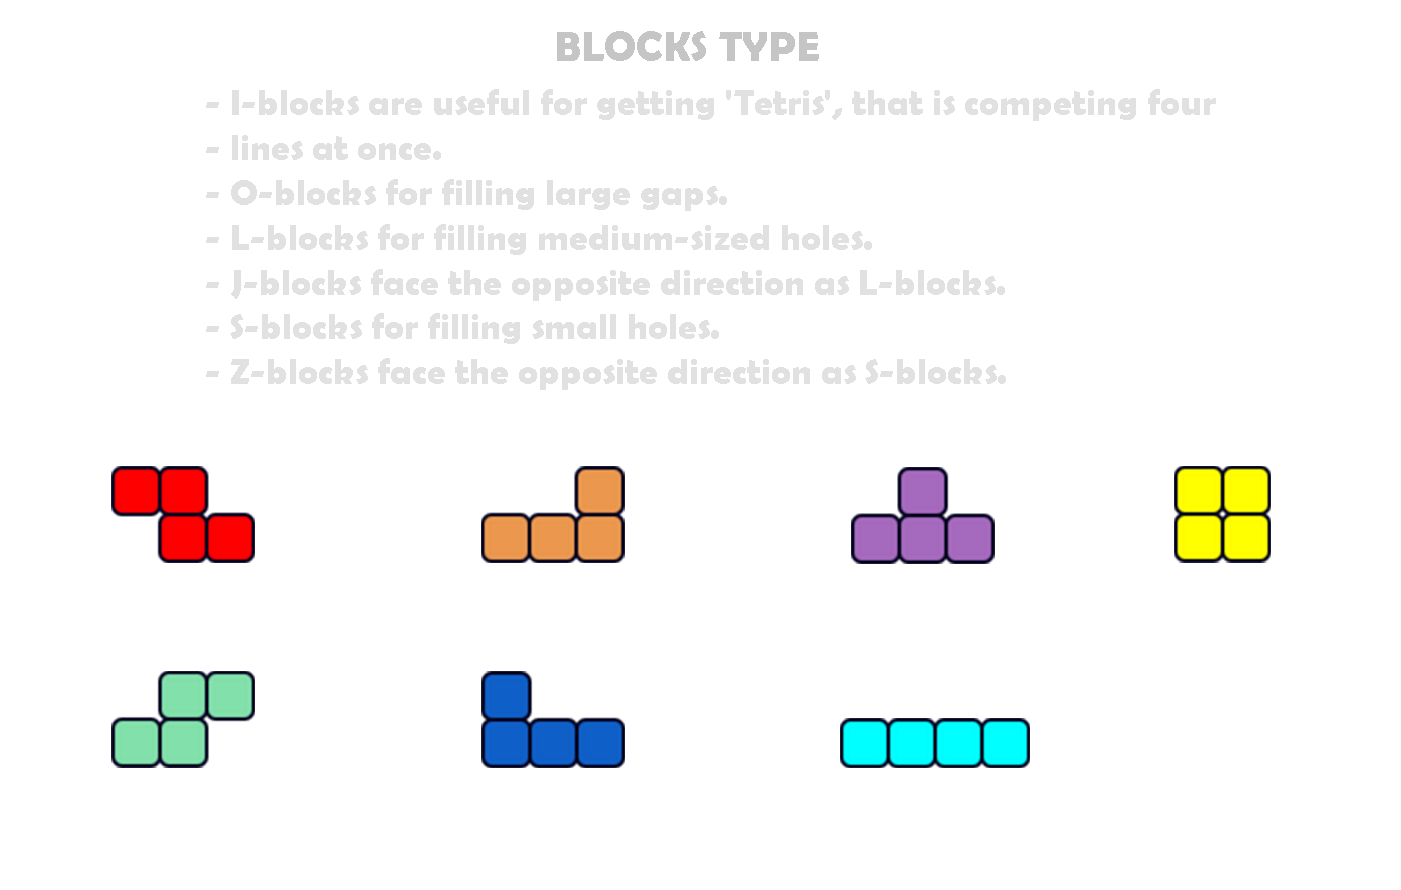 BLOCKS TYPE
- I-blocks are useful for getting 'Tetris', that is competing four
- lines at once.
- O-blocks for filling large gaps.
- L-blocks for filling medium-sized holes.
- J-blocks face the opposite direction as L-blocks.
- S-blocks for filling small holes.
- Z-blocks face the opposite direction as S-blocks.